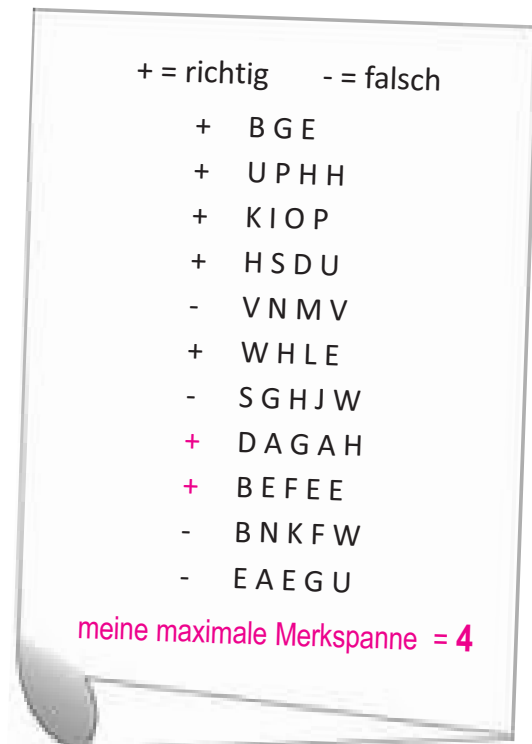 + = richtig - = falsch
+ B G E
+ U P H H
+ K I O P
+ H S D U
- V N M V
+ W H L E
- S G H J W
+ D A G A H
+ B E F E E
- B N K F W
- E A E G U
meine maximale Merkspanne = 4